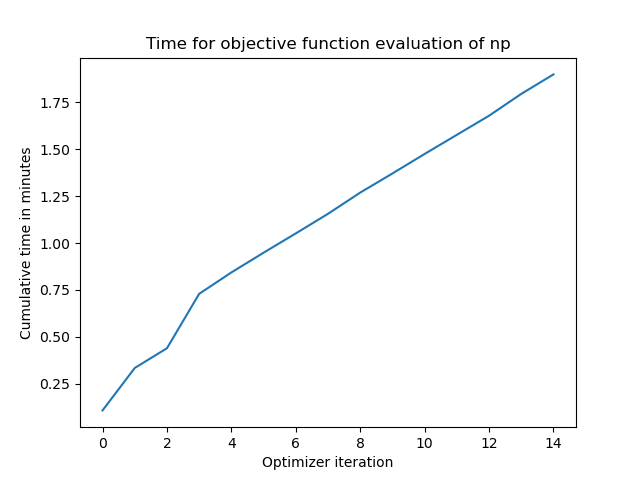 Time for objective function evaluation of np
1.75
1.50
1.25
1.00
0.75
0.50
0.25
Cumulative time in minutes
0 2 4 6 8 10 12 14
Optimizer iteration